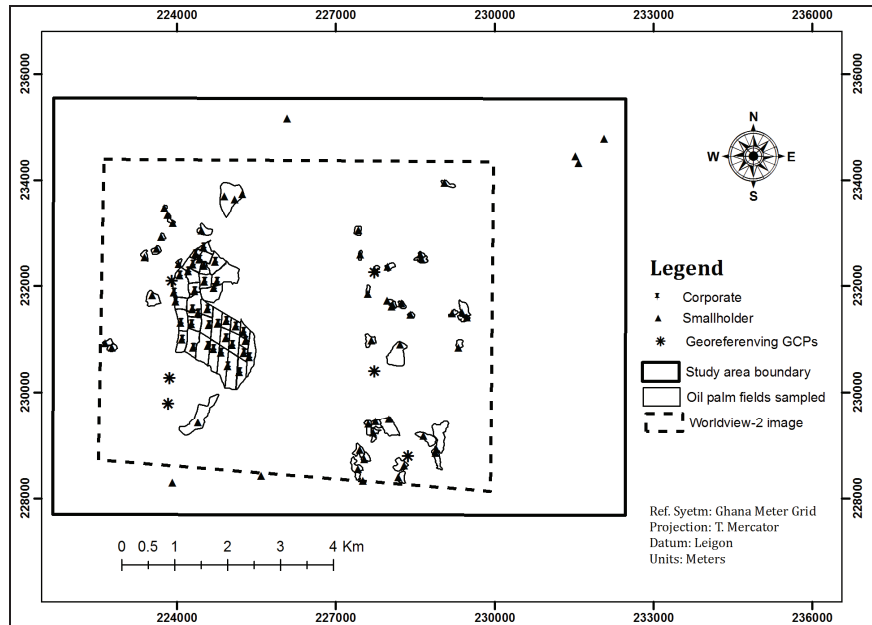 224000 227000 230000 233000 236000
236000 236000
234000 234000
232000 232000
230000 230000
228000 228000
N
W E
S
Legend
Corporate
Smallholder
Georeferenving GCPs
Study area boundary
Oil palm fields sampled
Worldview-2 image
Ref. Syetm: Ghana Meter Grid
Projection: T. Mercator
Datum: Leigon
Units: Meters
0 0.5 1 2 3 4 Km
224000 227000 230000 233000 236000